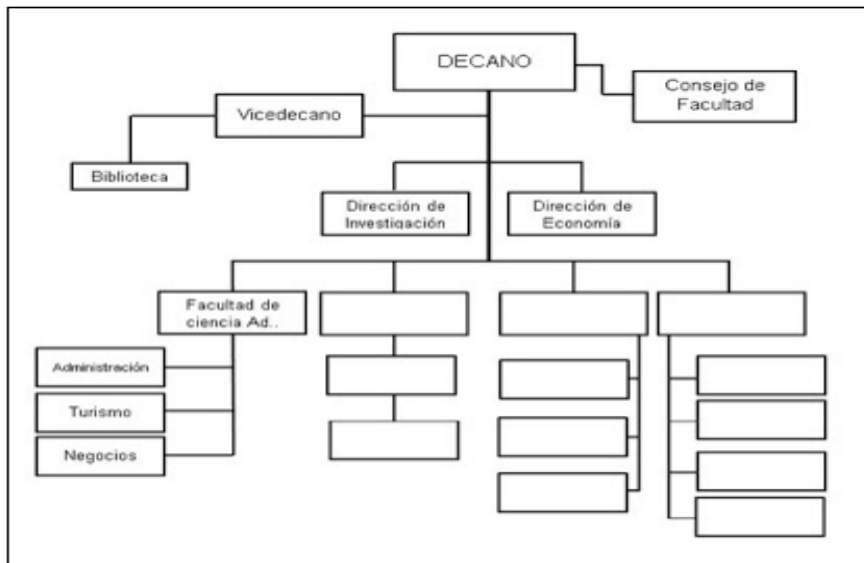 DECANO
Consejo de
Facultad
Vicedecano
Biblioteca
Dirección de
Investigación
Dirección de
Economía
Facultad de
ciencia Ad..
Administración
Turismo
Negocios